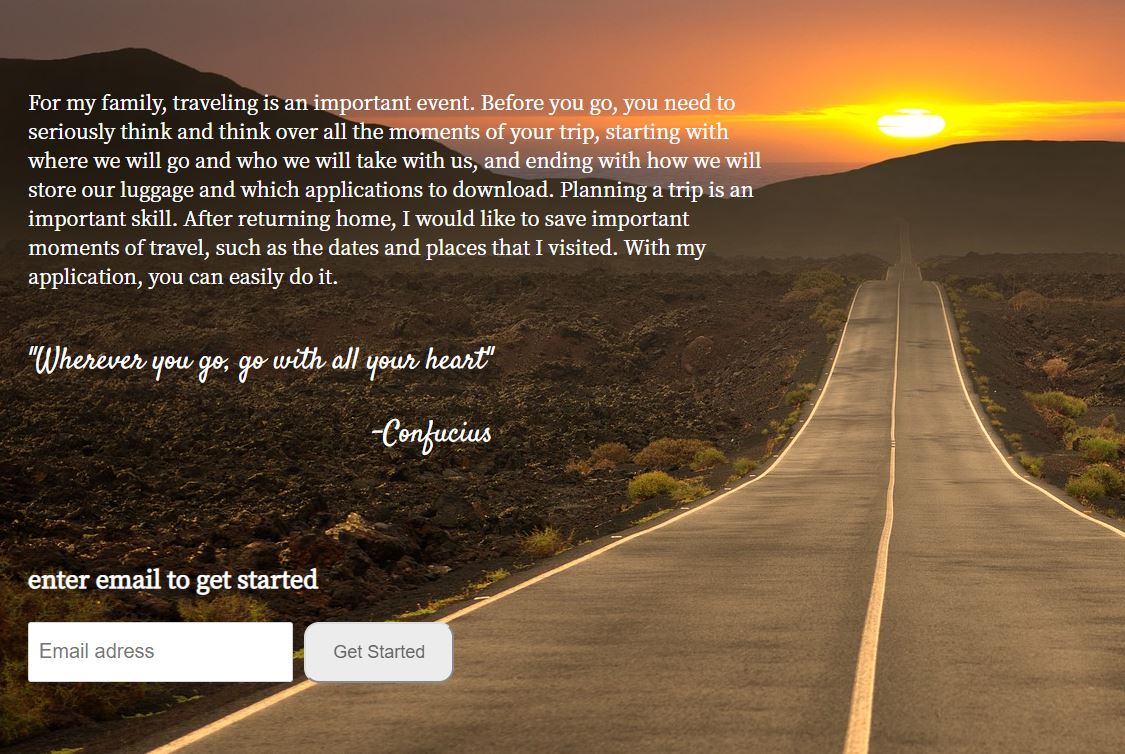 For my family, traveling is an important event. Before you go, you need to
seriously think and think over all the moments of your trip, starting with
where we will go and who we will take with us, and ending with how we will
store our luggage and which applications to download. Planning a trip is an
important skill. After returning home, I would like to save important
moments of travel, such as the dates and places that I visited. With my
application, you can easily do it.
"Wherever you go, go with all your heart"
-Confucius
enter email to get started
Email adress
Get Started